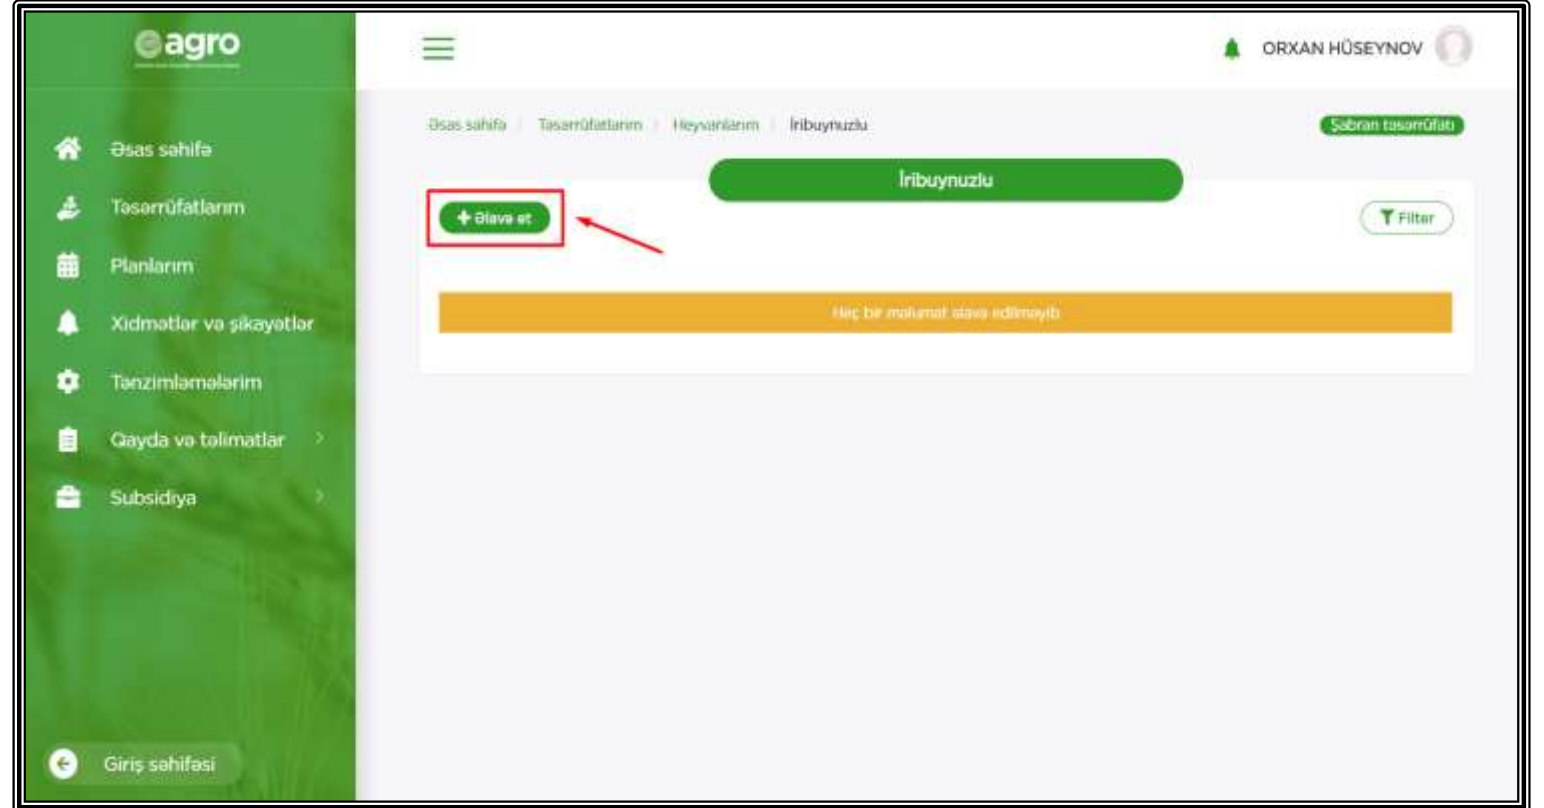 eagro
ORXAN HÜSEYNOV
Əsas səhifə
Təsərrüfatlarım
Heyvanlarım
İribuynuzlu
Şabran təsərrüfatı
İribuynuzlu
+ Əlavə et
Filter
Heç bir məlumat əlavə edilməyib
Əsas səhifə
Təsərrüfatlarım
Planlarım
Xidmətlər və şikayətlər
Tənzimləmələrim
Qayda və təlimatlar
Subsidiya
Giriş səhifəsi